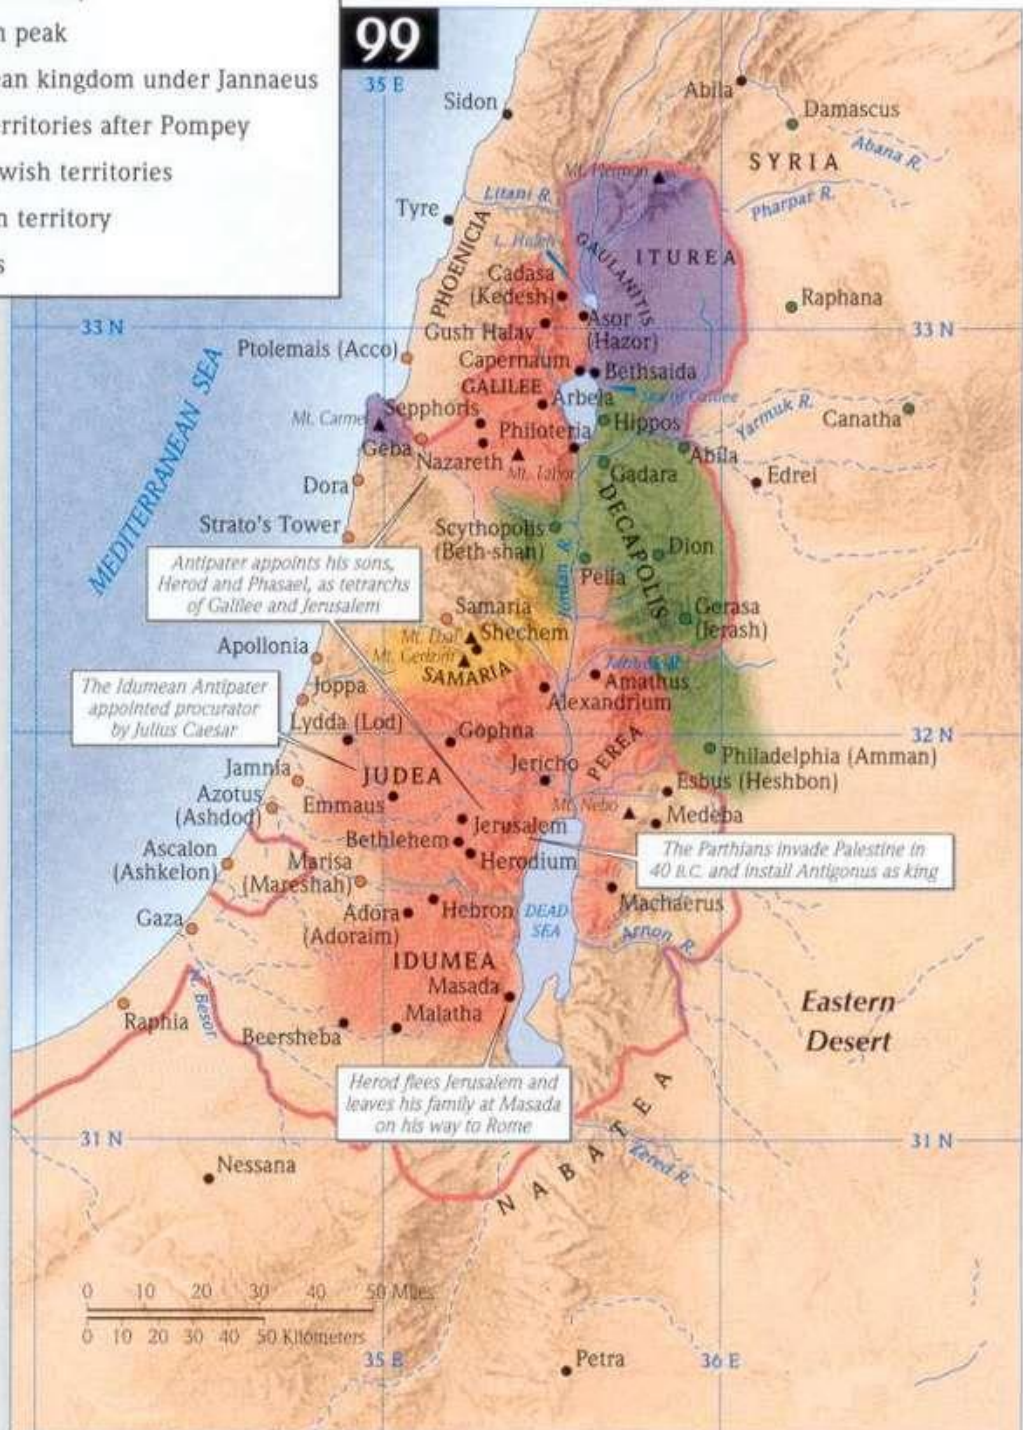 n peak
an kingdom under Jannaeus
erritories after Pompey
wish territories
n territory
s
99
35 E
Sidon
Abila
Damascus
Abana R.
SYRIA
Mt. Hermon
Litani R.
Pharpar R.
Tyre
PHOENICIA
L. Huleh
GAULANITIS
ITUREA
Cadasa
(Kedesh)
Raphana
Gush Halav
Asor
(Hazor)
33 N
33 N
Ptolemais (Acco)
Capernaum
Bethsaida
MEDITERRANEAN SEA
GALILEE
Arbela
Sea of Galilee
Mt. Carmel
Sepphoris
Hippos
Yarmuk R.
Canatha
Philoteria
Geba
Nazareth
Mt. Tabor
Abila
Gadara
Edrei
Dora
DECAPOLIS
Strato's Tower
Scythopolis
(Beth-shan)
Dion
Jordan R.
Pella
Antipater appoints his sons,
Herod and Phasael, as tetrarchs
of Galilee and Jerusalem
Samaria
Gerasa
(Jerash)
Mt. Ebal
Shechem
Mt. Gerizim
Apollonia
SAMARIA
Jabbok R.
Amathus
The Idumean Antipater
appointed procurator
by Julius Caesar
Joppa
Alexandrium
Lydda (Lod)
Gophna
32 N
PEREA
Philadelphia (Amman)
Jamnia
JUDEA
Jericho
Esbus (Heshbon)
Azotus
(Ashdod)
Emmaus
Mt. Nebo
Medeba
Jerusalem
Bethlehem
Ascalon
(Ashkelon)
Marisa
(Mareshah)
Herodium
The Parthians invade Palestine in
40 B.C. and install Antigonus as king
Machaerus
Gaza
Adora
(Adoraim)
Hebron
DEAD
SEA
Arnon R.
IDUMEA
Masada
Eastern
Desert
Raphia
N. Besor
Malatha
Beersheba
Herod flees Jerusalem and
leaves his family at Masada
on his way to Rome
NABATEA
31 N
31 N
Zered R.
Nessana
0 10 20 30 40 50 Miles
0 10 20 30 40 50 Kilometers
35 E
36 E
Petra